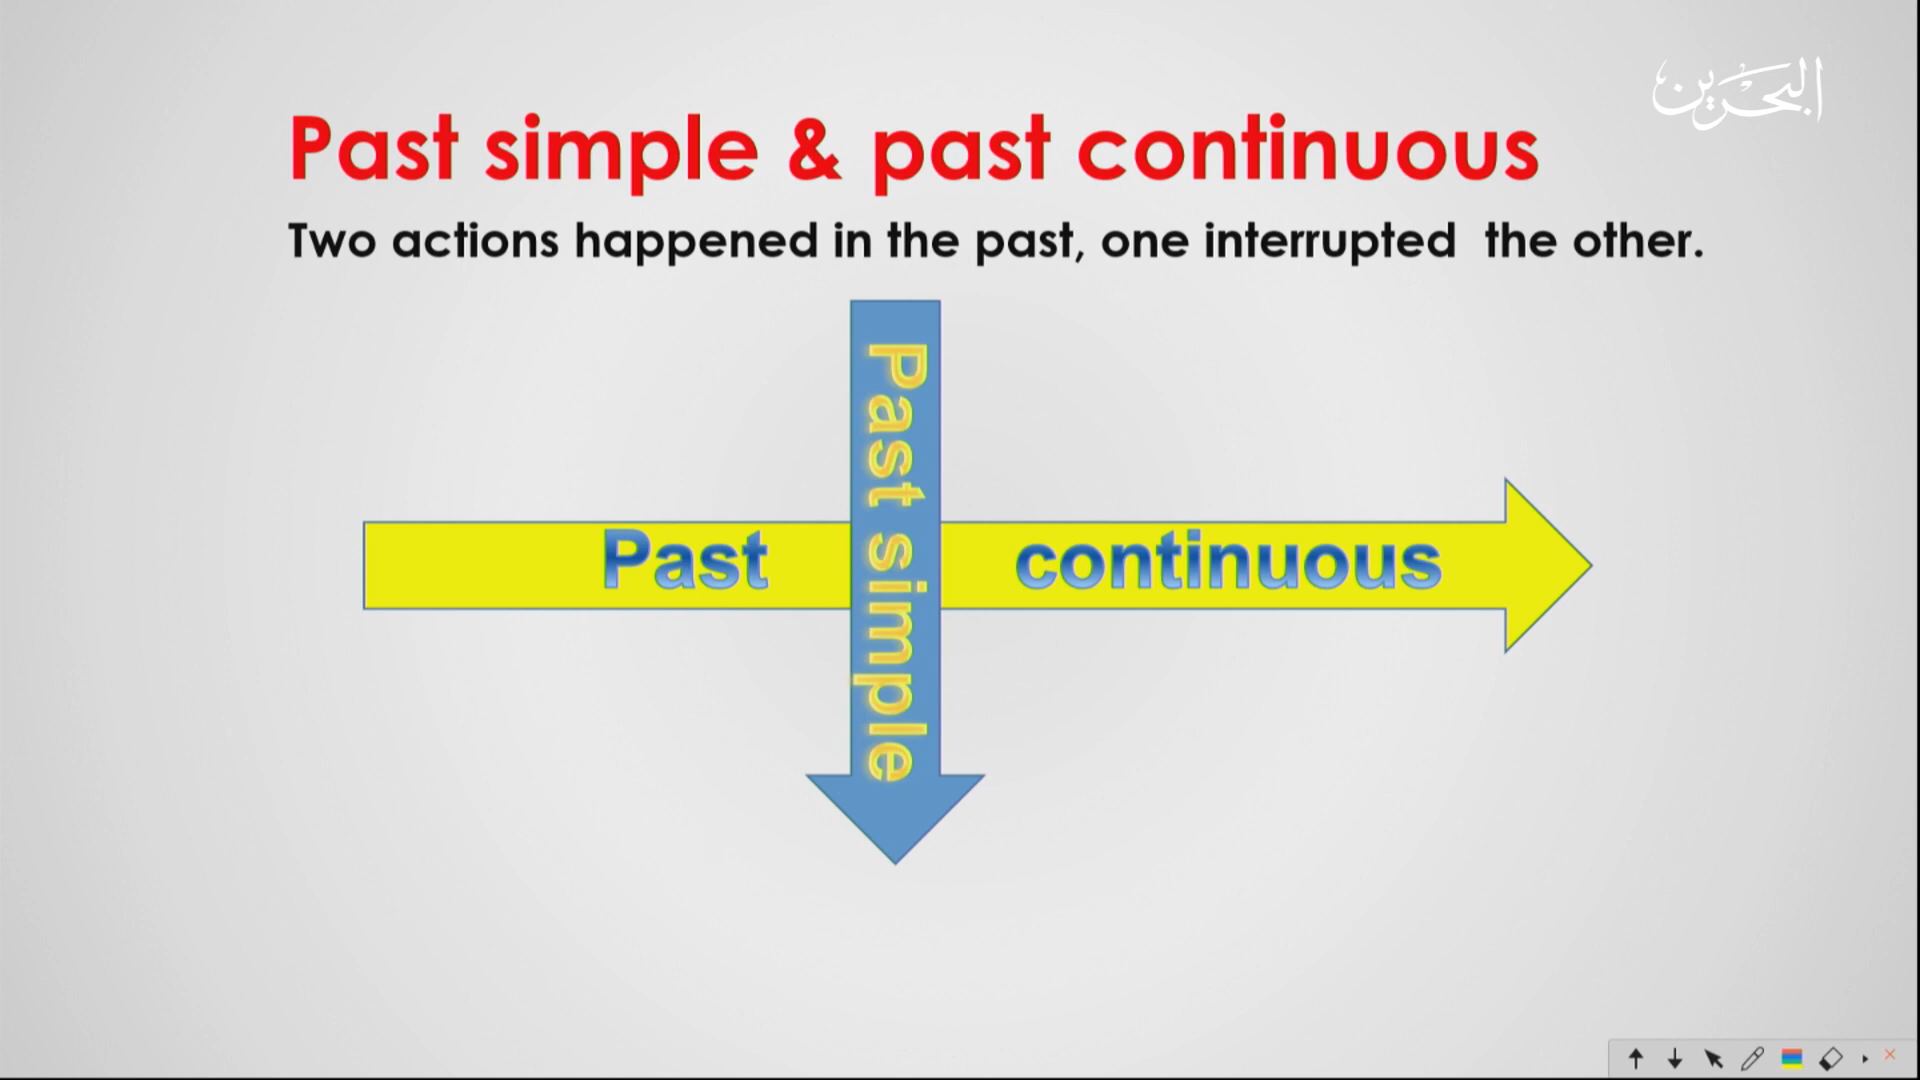 البحرين
Past simple & past continuous
Two actions happened in the past, one interrupted  the other.
Past simple
Past continuous